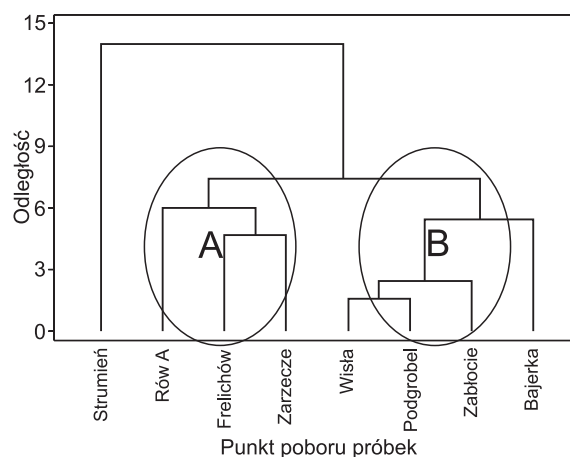 15
12
9
6
3
0
Odległość
A
B
Strumień
Rów A
Frelichów
Zarzecze
Wisła
Podgrobel
Zabłocie
Bajerka
Punkt poboru próbek